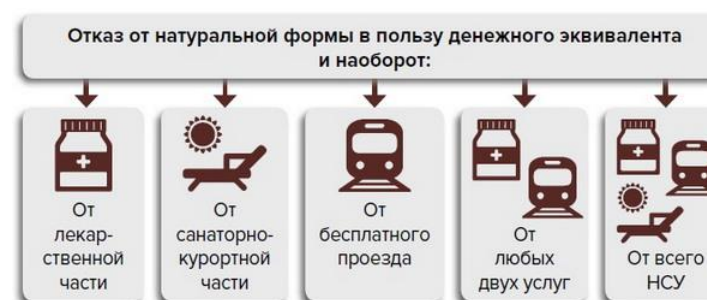 Отказ от натуральной формы в пользу денежного эквивалента
и наоборот:
От
лекар-
ственной
части
От
санаторно-
курортной
части
От
бесплатного
проезда
От
любых
двух услуг
От всего
НСУ